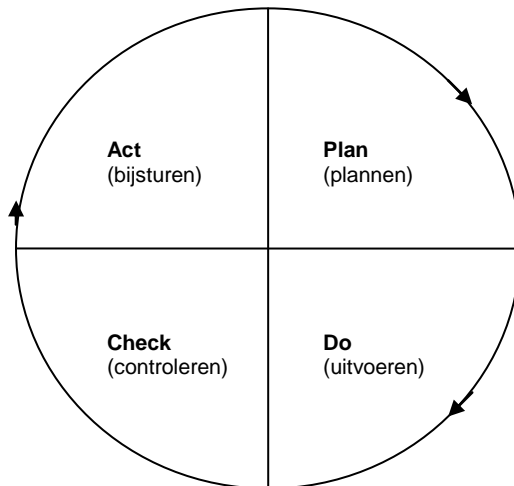 Act
(bijsturen)
Plan
(plannen)
Check
(controleren)
Do
(uitvoeren)